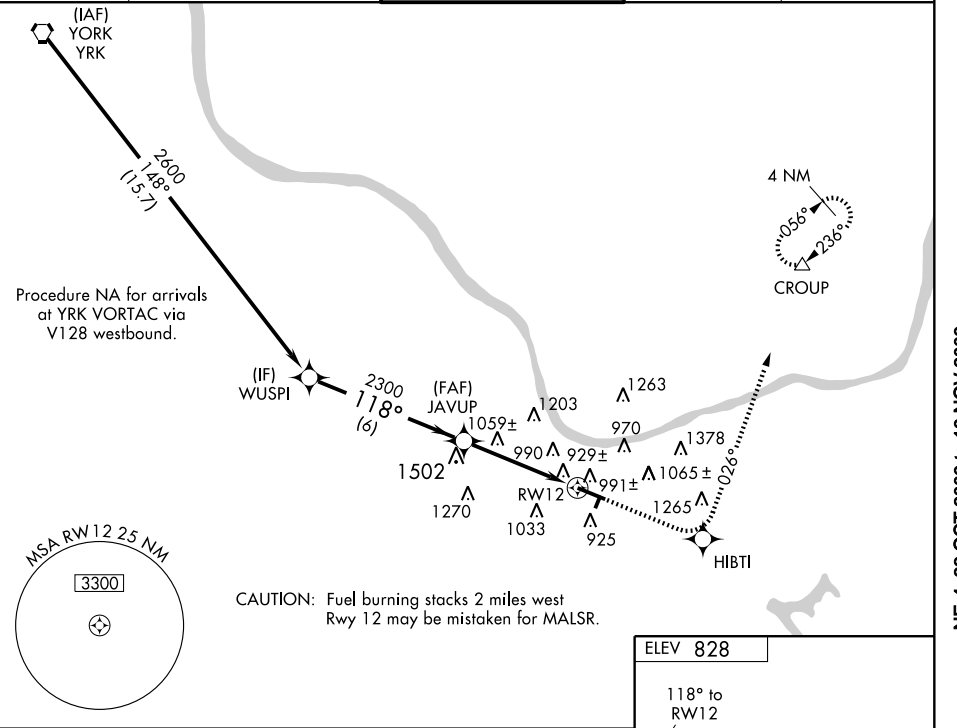 (IAF)
YORK
YRK
2600
148°
(15.7)
4 NM
056°
236°
CROUP
Procedure NA for arrivals
at YRK VORTAC via
V128 westbound.
(IF)
WUSPI
2300
118°
(6)
(FAF)
JAVUP
1059±
1203
1263
970
1378
990
929±
1502
991±
1065±
026°
RW12
1265
1270
1033
925
HIBTI
MSA RW12 25 NM
3300
CAUTION: Fuel burning stacks 2 miles west
Rwy 12 may be mistaken for MALSR.
ELEV 828
118° to
RW12